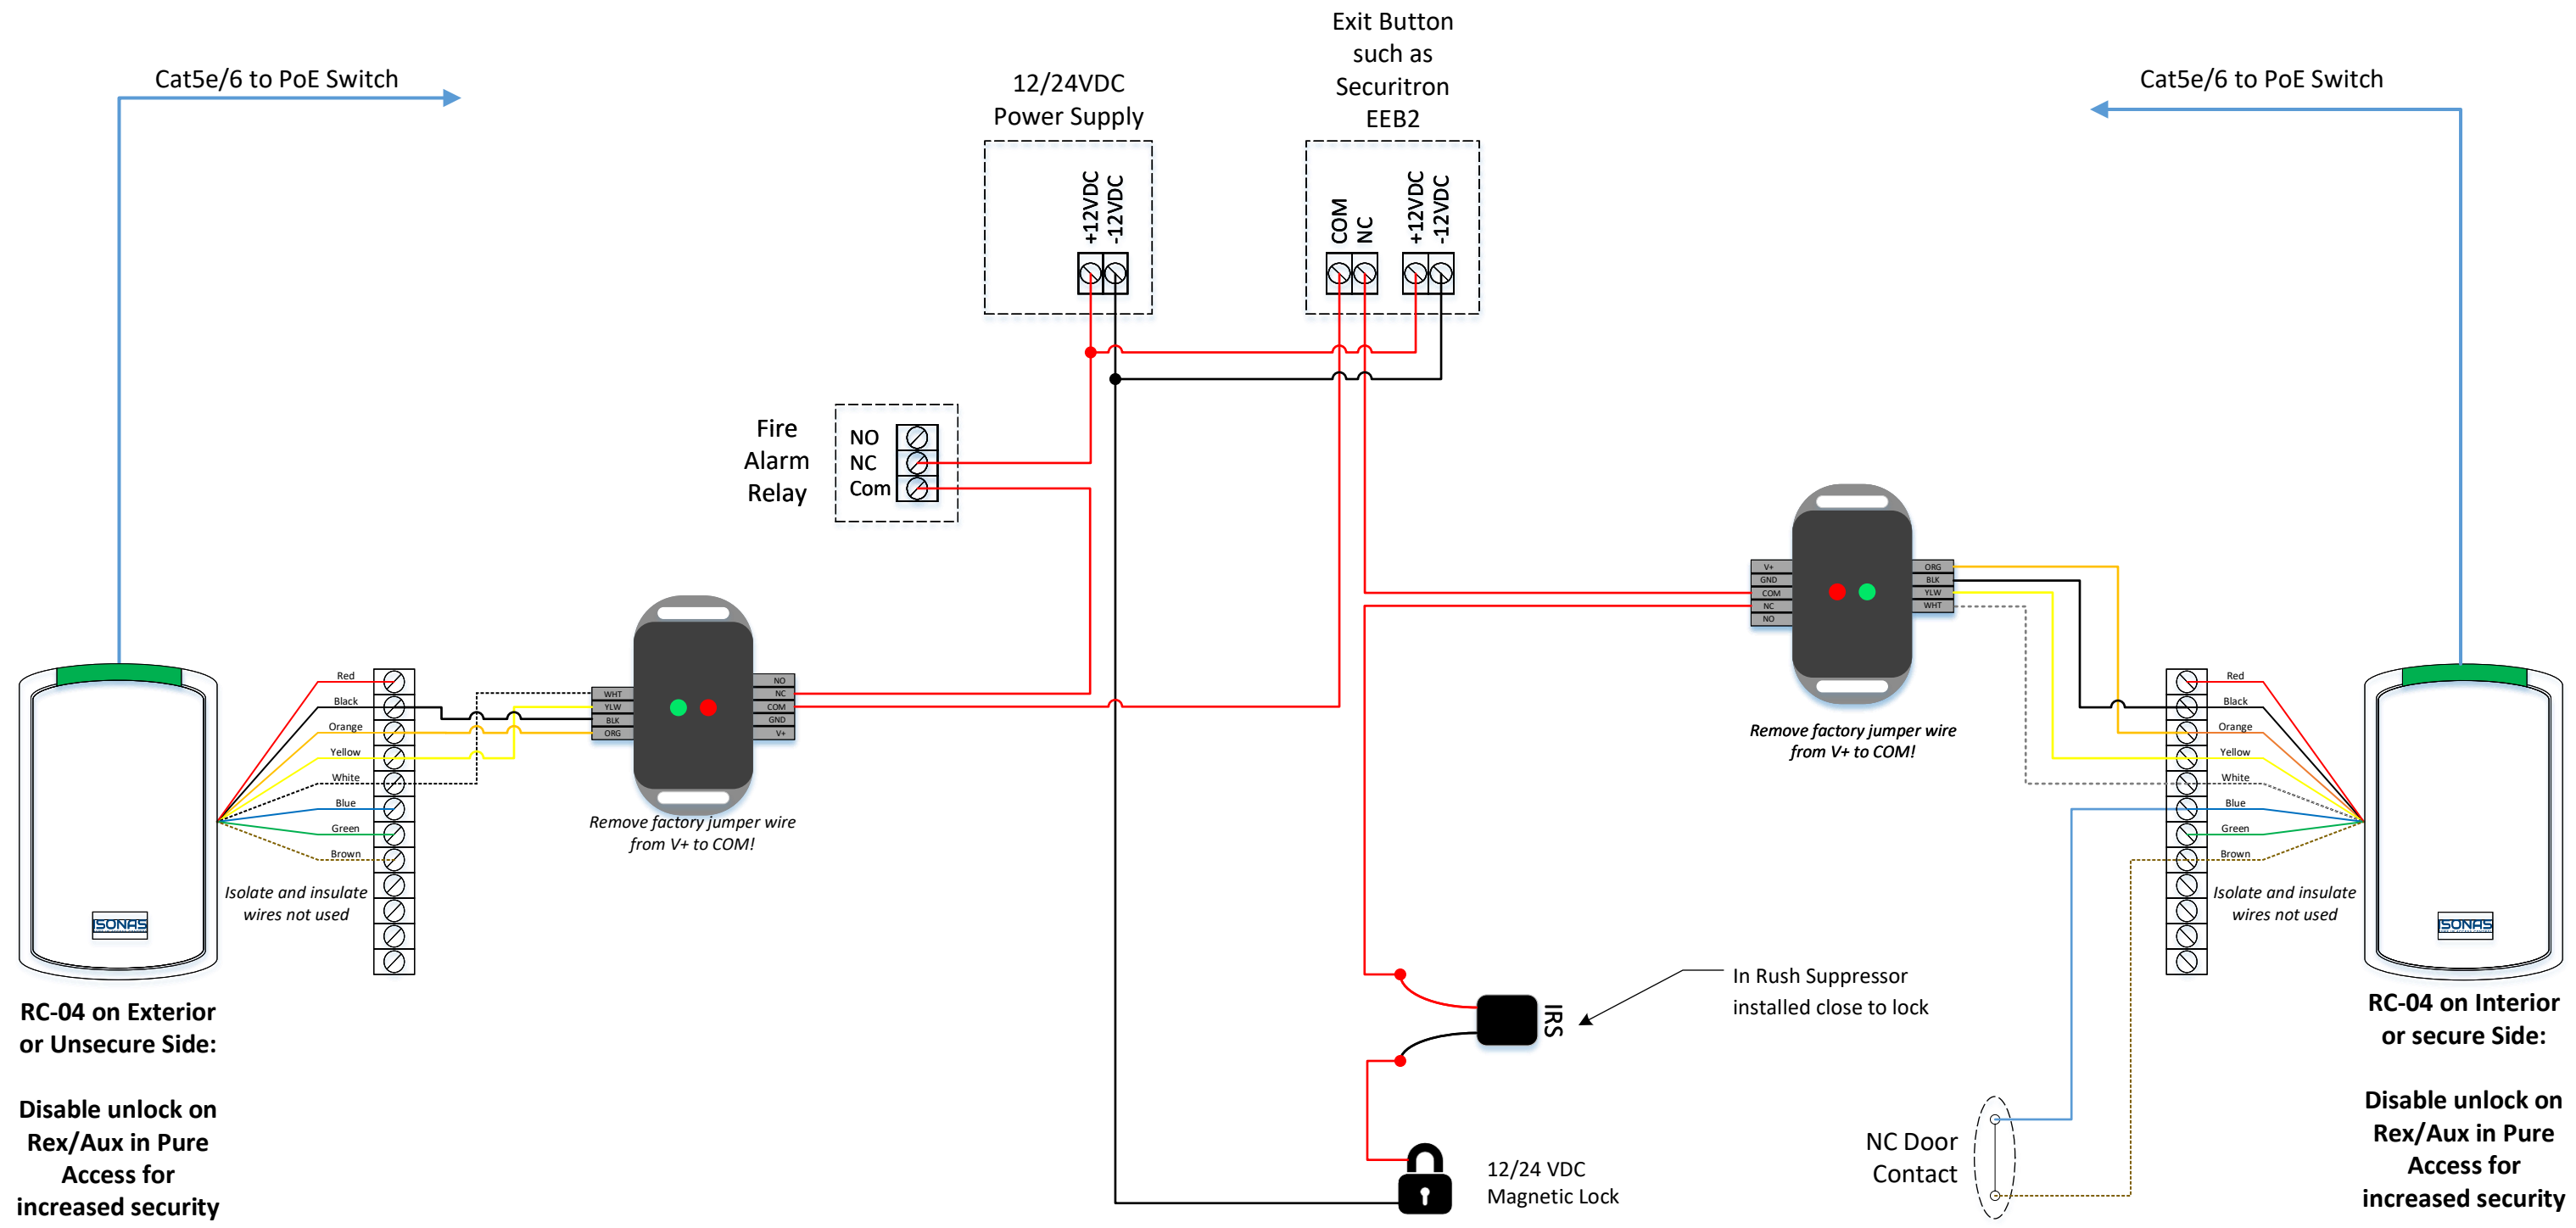 Cat5e/6 to PoE Switch
12/24VDC
Power Supply
+12VDC
-12VDC
Exit Button
such as
Securitron
EEB2
COM
NC
+12VDC
-12VDC
Cat5e/6 to PoE Switch
Fire
Alarm
Relay
NO
NC
Com
Red
Black
Orange
Yellow
White
Blue
Green
Brown
Isolate and insulate
wires not used
WHT
YLW
BLK
ORG
NO
NC
COM
GND
V+
Remove factory jumper wire
from V+ to COM!
V+
GND
COM
NC
NO
ORG
BLK
YLW
WHT
Remove factory jumper wire
from V+ to COM!
Red
Black
Orange
Yellow
White
Blue
Green
Brown
Isolate and insulate
wires not used
ISONAS
ISONAS
RC-04 on Exterior
or Unsecure Side:
Disable unlock on
Rex/Aux in Pure
Access for
increased security
In Rush Suppressor
installed close to lock
IRS
12/24 VDC
Magnetic Lock
NC Door
Contact
RC-04 on Interior
or secure Side:
Disable unlock on
Rex/Aux in Pure
Access for
increased security